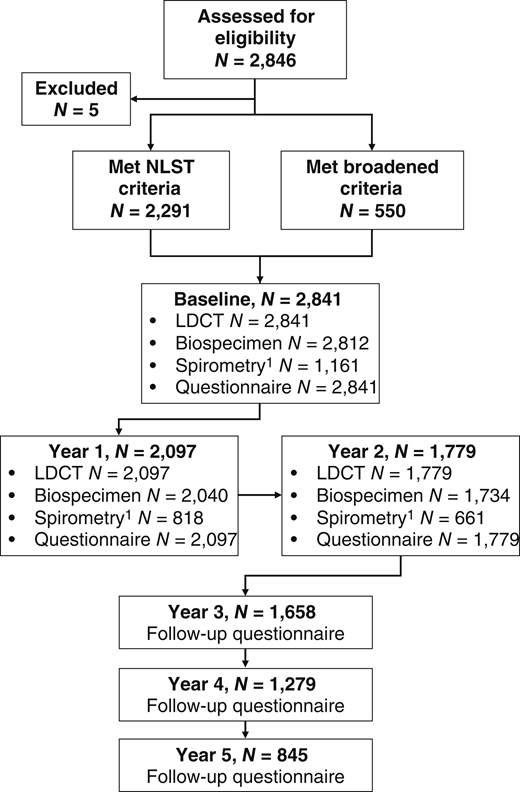 Assessed for
eligibility
N = 2,846
Excluded
N = 5
Met NLST
criteria
N = 2,291
Met broadened
criteria
N = 550
Baseline, N = 2,841
• LDCT N = 2,841
• Biospecimen N = 2,812
• Spirometry¹ N = 1,161
• Questionnaire N = 2,841
Year 1, N = 2,097
• LDCT N = 2,097
• Biospecimen N = 2,040
• Spirometry¹ N = 818
• Questionnaire N = 2,097
Year 2, N = 1,779
• LDCT N = 1,779
• Biospecimen N = 1,734
• Spirometry¹ N = 661
• Questionnaire N = 1,779
Year 3, N = 1,658
Follow-up questionnaire
Year 4, N = 1,279
Follow-up questionnaire
Year 5, N = 845
Follow-up questionnaire